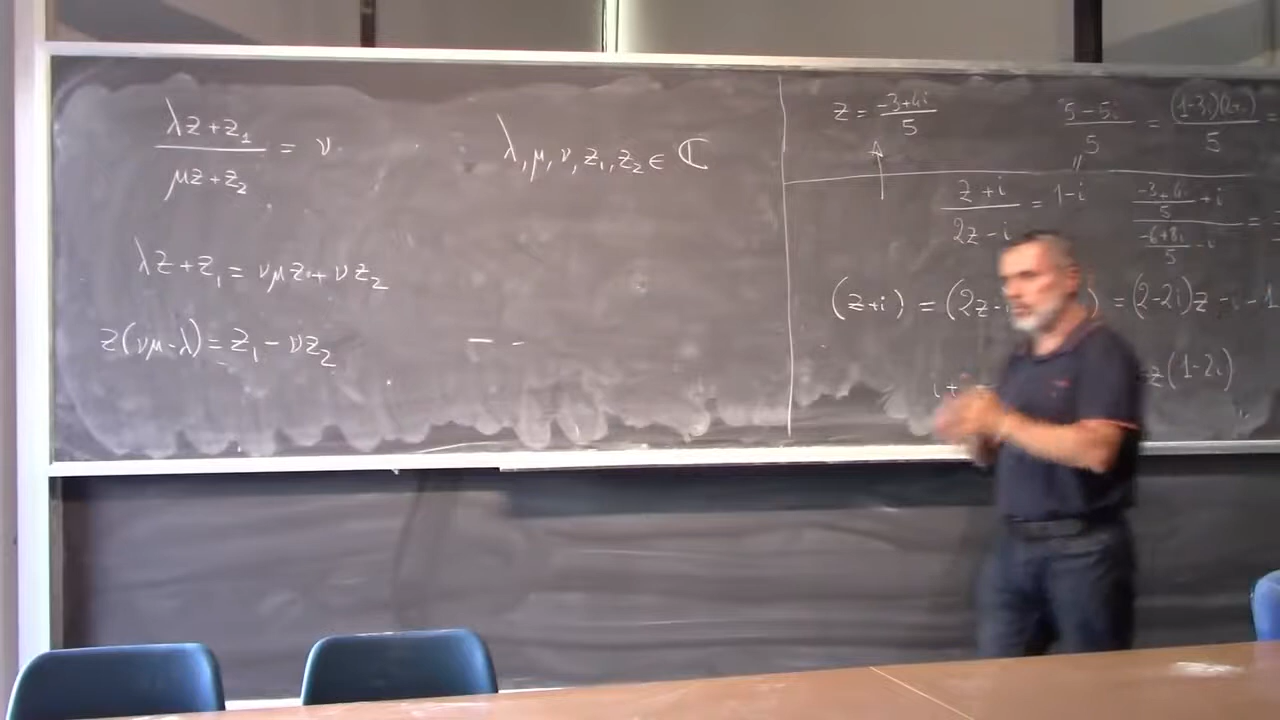 λz+z₁ / μz+z₂ = ν
λ, μ, ν, z₁, z₂ ∈ ℂ
λz+z₁ = νμz+νz₂
z(νμ-λ) = z₁-νz₂
z = -3+4i / 5
5-5i / 5 = (1-3i)(2+i) / 5 =
z+i / 2z-i = 1-i
-3+4i / 5 +i / -6+8i / 5 -i =
(z+i) = (2z-i ) = (2-2i)z -i -1
i+ z(1-2i)